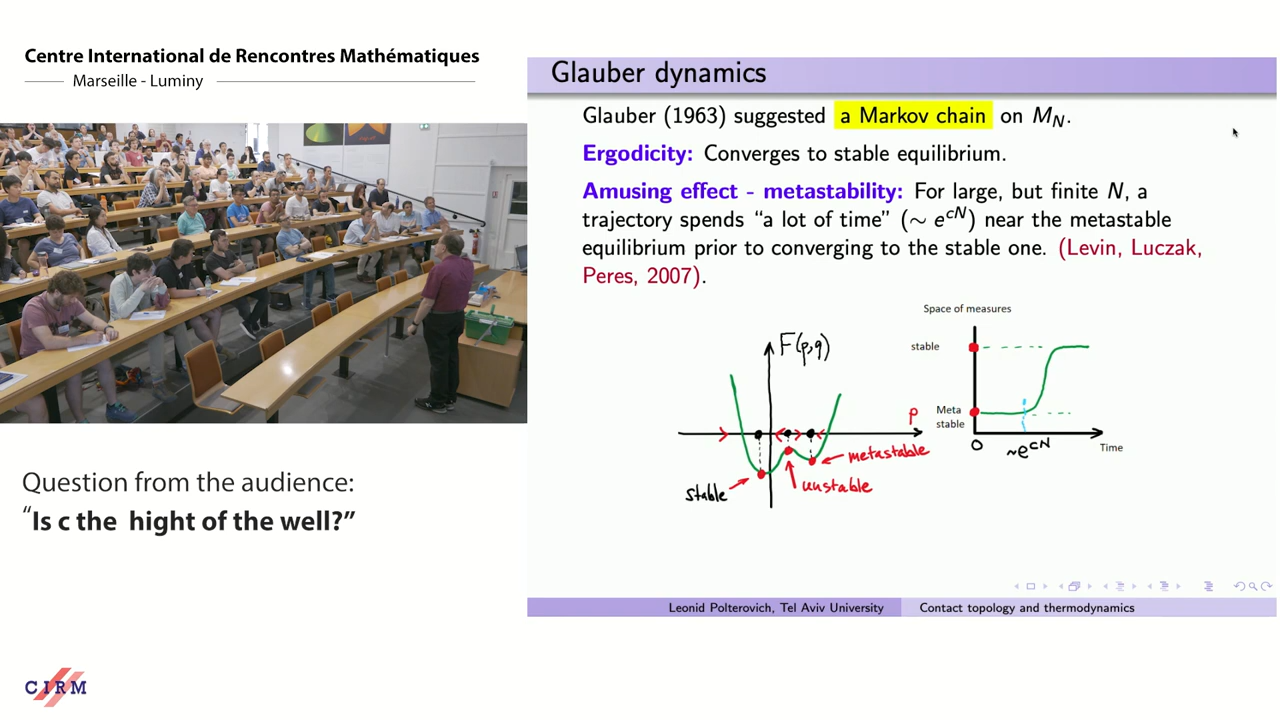 Centre International de Rencontres Mathématiques
Marseille - Luminy
Question from the audience:
“Is c the hight of the well?”
CIRM
Glauber dynamics
Glauber (1963) suggested a Markov chain on M_N.
Ergodicity: Converges to stable equilibrium.
Amusing effect - metastability: For large, but finite N, a
trajectory spends “a lot of time” (∼ e^{cN}) near the metastable
equilibrium prior to converging to the stable one. (Levin, Luczak,
Peres, 2007).
F(p,q)
P
metastable
unstable
stable
Space of measures
stable
Meta
stable
0
~e^{cN}
Time
Leonid Polterovich, Tel Aviv University
Contact topology and thermodynamics